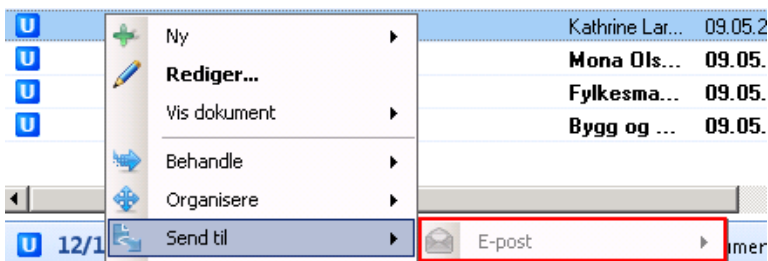 U Kathrine Lar... 09.05.2
Ny
U Mona Ols... 09.05.
Rediger...
U Fylkesma... 09.05.
Vis dokument
U Bygg og ... 09.05.
Behandle
Organisere
U 12/1 Send til E-post